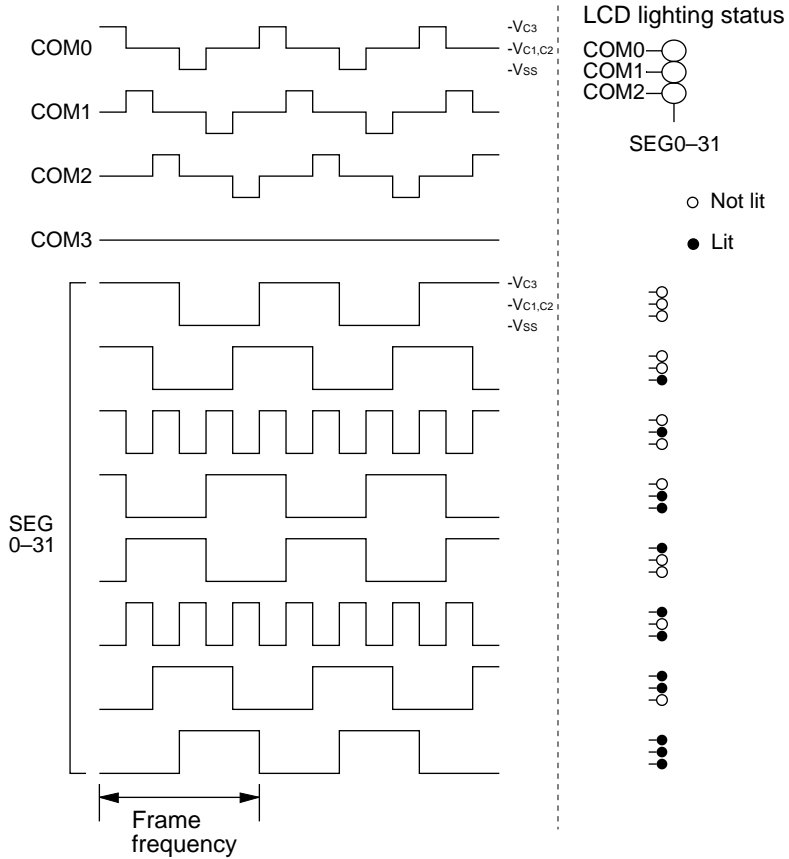 LCD lighting status
COM0
-VC3
-VC1,C2
-VSS
COM0
COM1
COM2
COM1
SEG0–31
COM2
Not lit
COM3
Lit
-VC3
-VC1,C2
-VSS
SEG
0–31
Frame
frequency